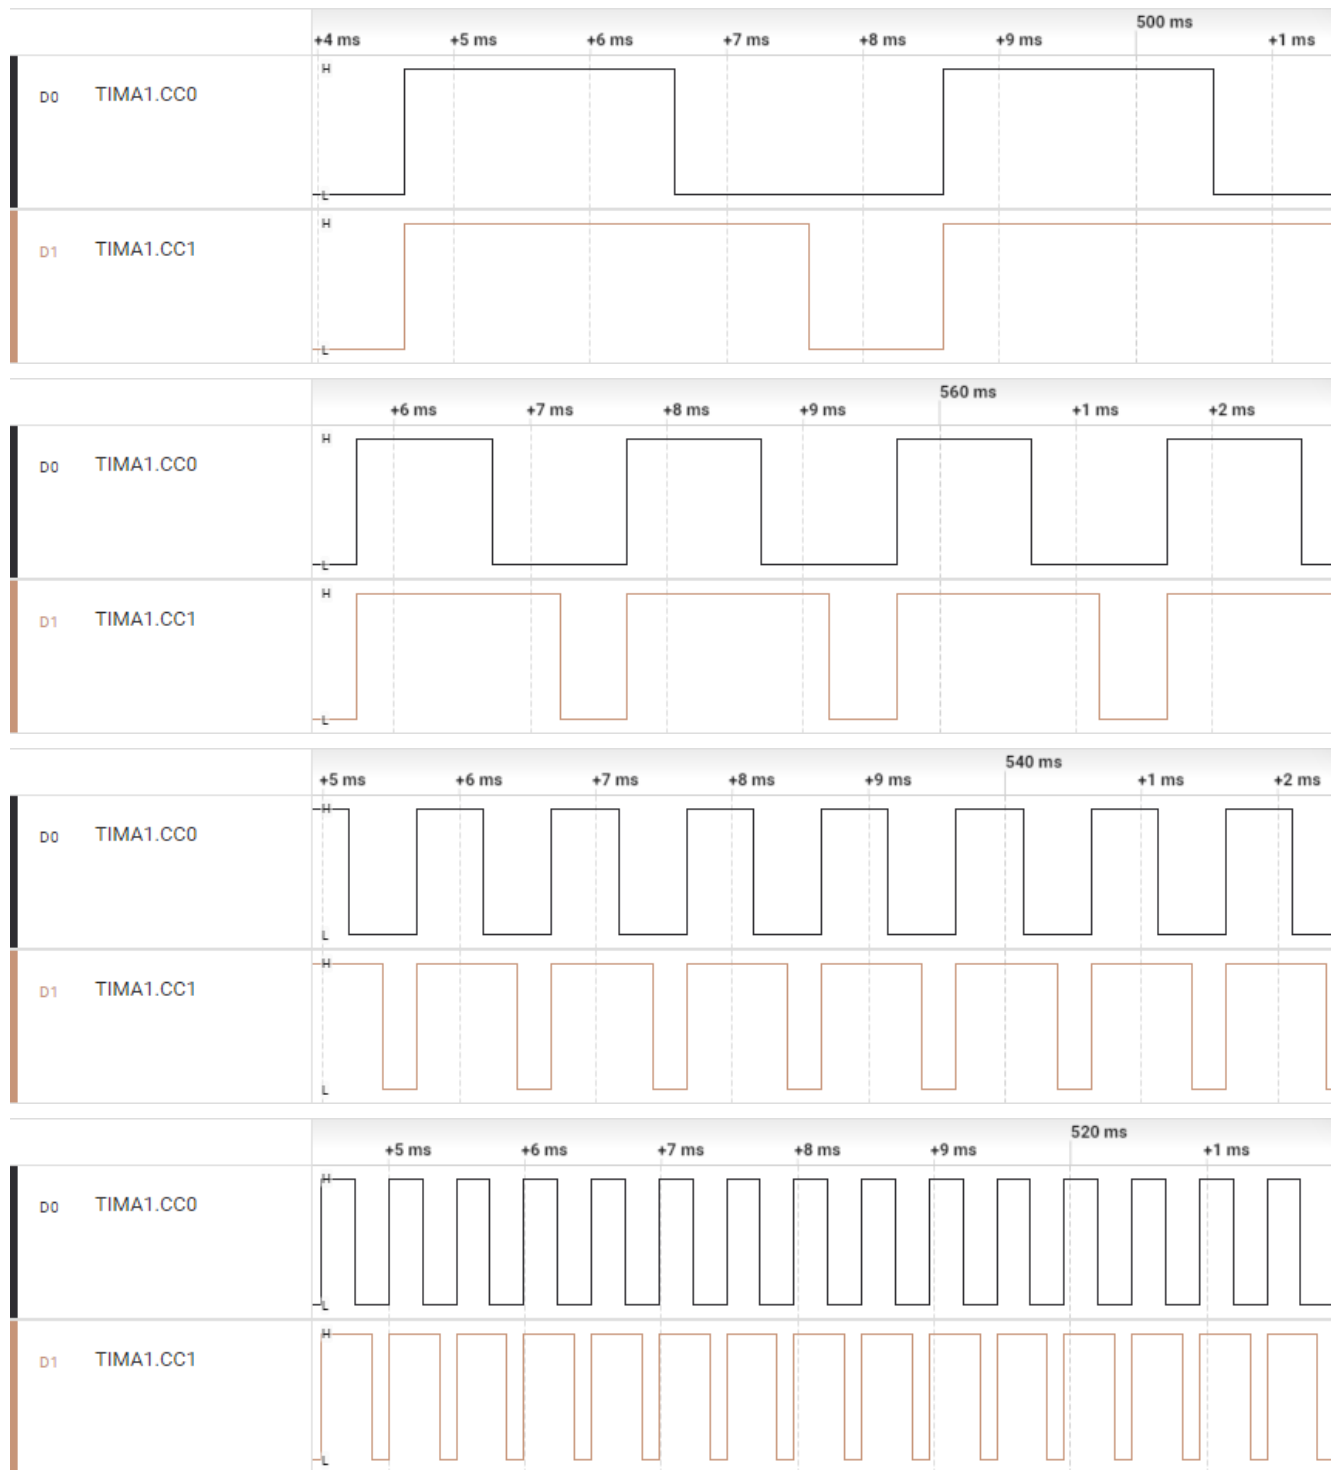 500 ms
+4 ms +5 ms +6 ms +7 ms +8 ms +9 ms +1 ms
H
D0 TIMA1.CC0
L
H
D1 TIMA1.CC1
L
560 ms
+6 ms +7 ms +8 ms +9 ms +1 ms +2 ms
H
D0 TIMA1.CC0
L
H
D1 TIMA1.CC1
L
540 ms
+5 ms +6 ms +7 ms +8 ms +9 ms +1 ms +2 ms
H
D0 TIMA1.CC0
L
H
D1 TIMA1.CC1
L
520 ms
+5 ms +6 ms +7 ms +8 ms +9 ms +1 ms
H
D0 TIMA1.CC0
L
H
D1 TIMA1.CC1
L